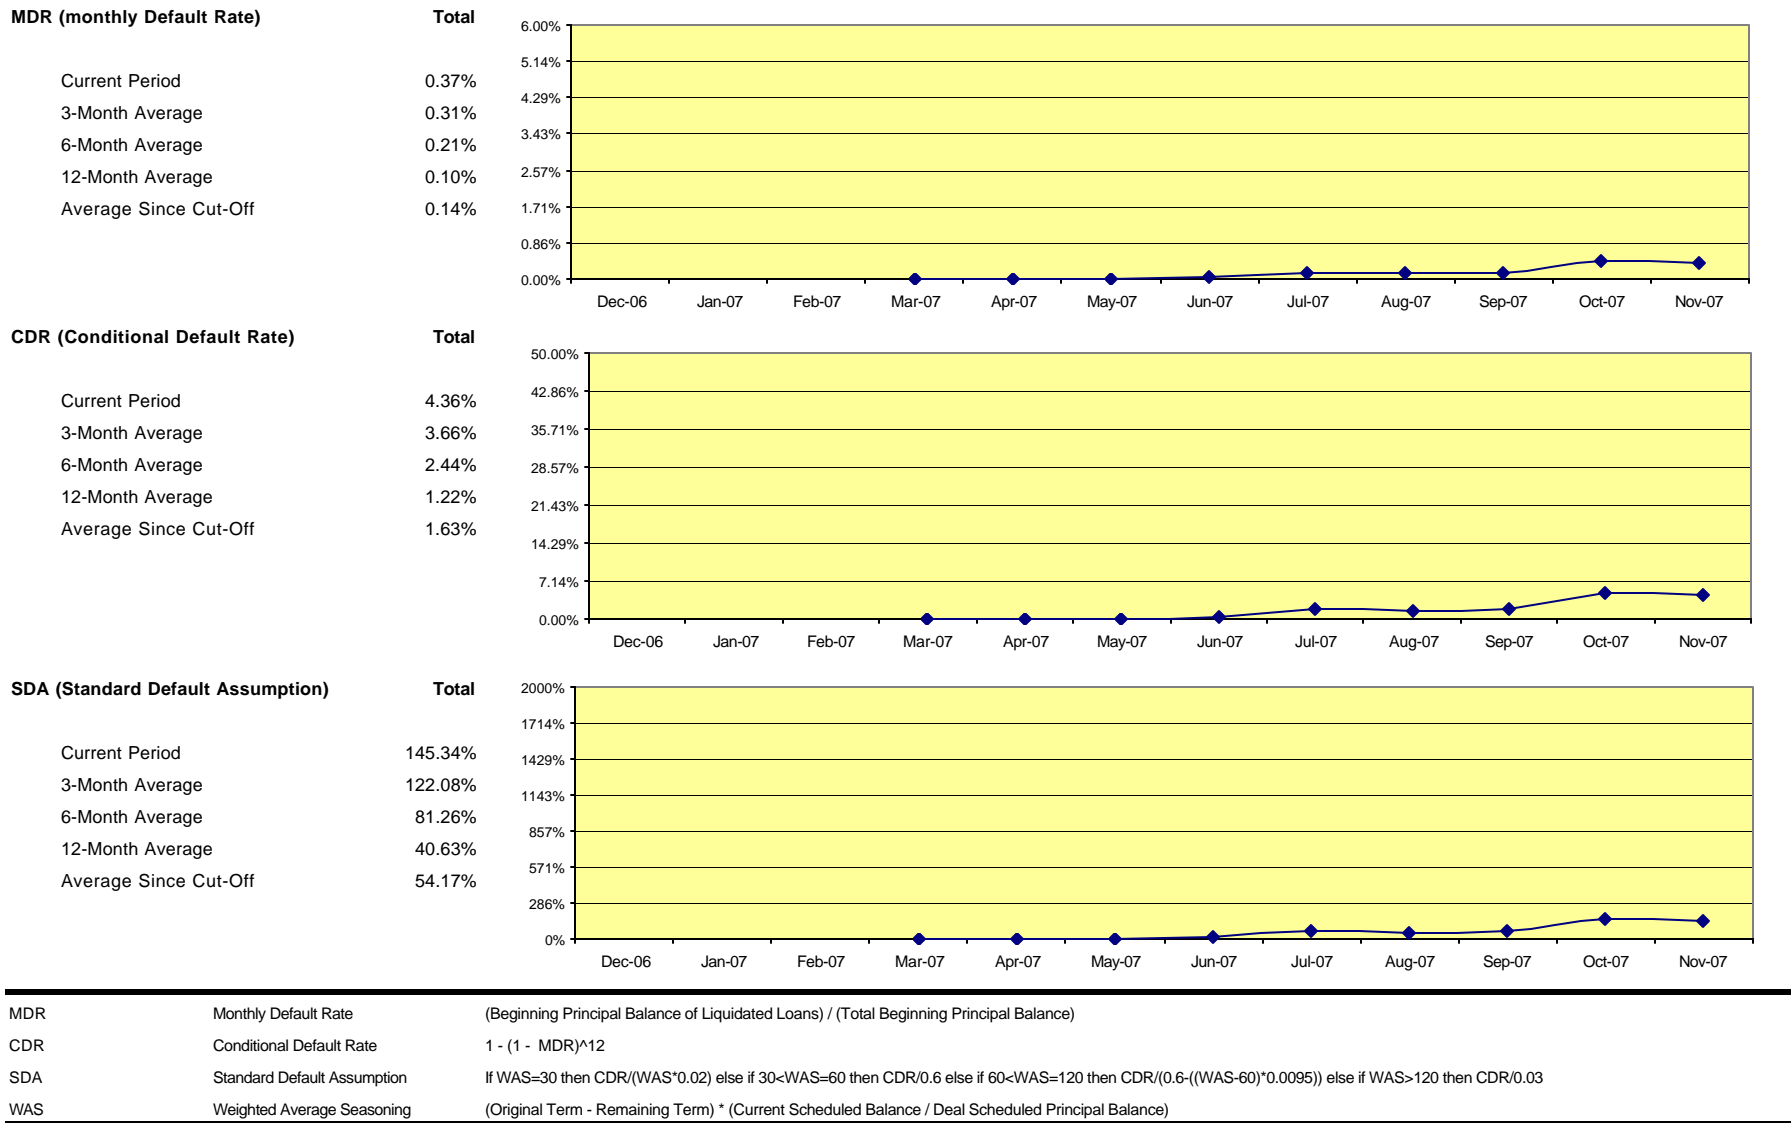 MDR (monthly Default Rate) Total
Current Period 0.37%
3-Month Average 0.31%
6-Month Average 0.21%
12-Month Average 0.10%
Average Since Cut-Off 0.14%
6.00%
5.14%
4.29%
3.43%
2.57%
1.71%
0.86%
0.00%
Dec-06 Jan-07 Feb-07 Mar-07 Apr-07 May-07 Jun-07 Jul-07 Aug-07 Sep-07 Oct-07 Nov-07
CDR (Conditional Default Rate) Total
Current Period 4.36%
3-Month Average 3.66%
6-Month Average 2.44%
12-Month Average 1.22%
Average Since Cut-Off 1.63%
50.00%
42.86%
35.71%
28.57%
21.43%
14.29%
7.14%
0.00%
Dec-06 Jan-07 Feb-07 Mar-07 Apr-07 May-07 Jun-07 Jul-07 Aug-07 Sep-07 Oct-07 Nov-07
SDA (Standard Default Assumption) Total
Current Period 145.34%
3-Month Average 122.08%
6-Month Average 81.26%
12-Month Average 40.63%
Average Since Cut-Off 54.17%
2000%
1714%
1429%
1143%
857%
571%
286%
0%
Dec-06 Jan-07 Feb-07 Mar-07 Apr-07 May-07 Jun-07 Jul-07 Aug-07 Sep-07 Oct-07 Nov-07
MDR Monthly Default Rate (Beginning Principal Balance of Liquidated Loans) / (Total Beginning Principal Balance)
CDR Conditional Default Rate 1 - (1 - MDR)^12
SDA Standard Default Assumption If WAS=30 then CDR/(WAS*0.02) else if 30<WAS=60 then CDR/0.6 else if 60<WAS=120 then CDR/(0.6-((WAS-60)*0.0095)) else if WAS>120 then CDR/0.03
WAS Weighted Average Seasoning (Original Term - Remaining Term) * (Current Scheduled Balance / Deal Scheduled Principal Balance)